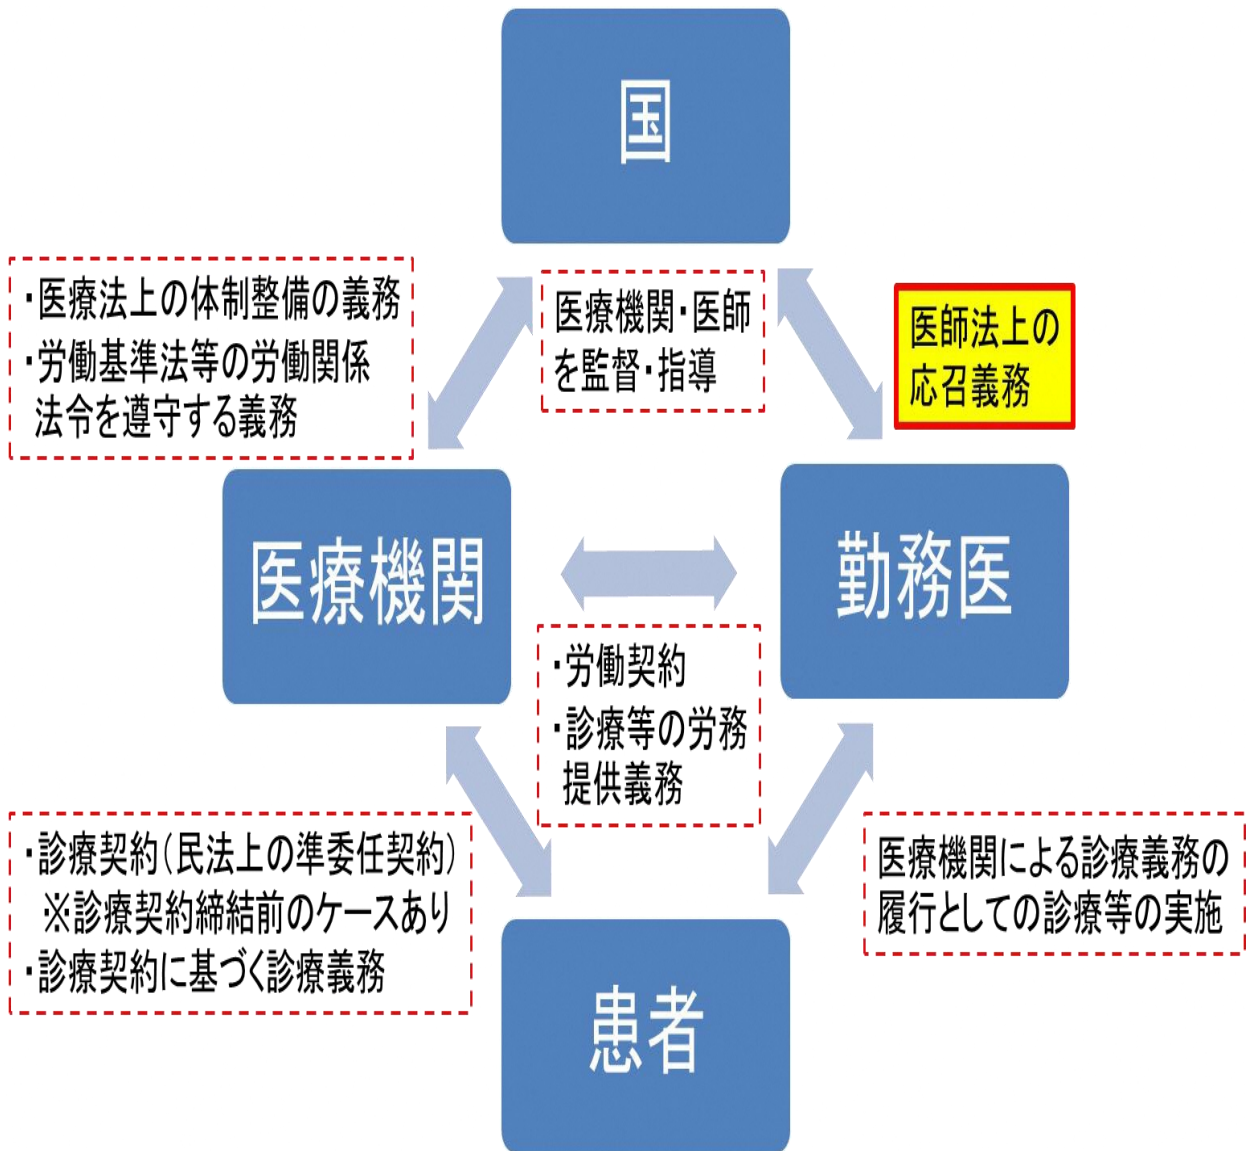 国
・医療法上の体制整備の義務
・労働基準法等の労働関係
法令を遵守する義務
医療機関・医師
を監督・指導
医師法上の
応召義務
医療機関
勤務医
・労働契約
・診療等の労務
提供義務
・診療契約(民法上の準委任契約)
※診療契約締結前のケースあり
・診療契約に基づく診療義務
医療機関による診療義務の
履行としての診療等の実施
患者